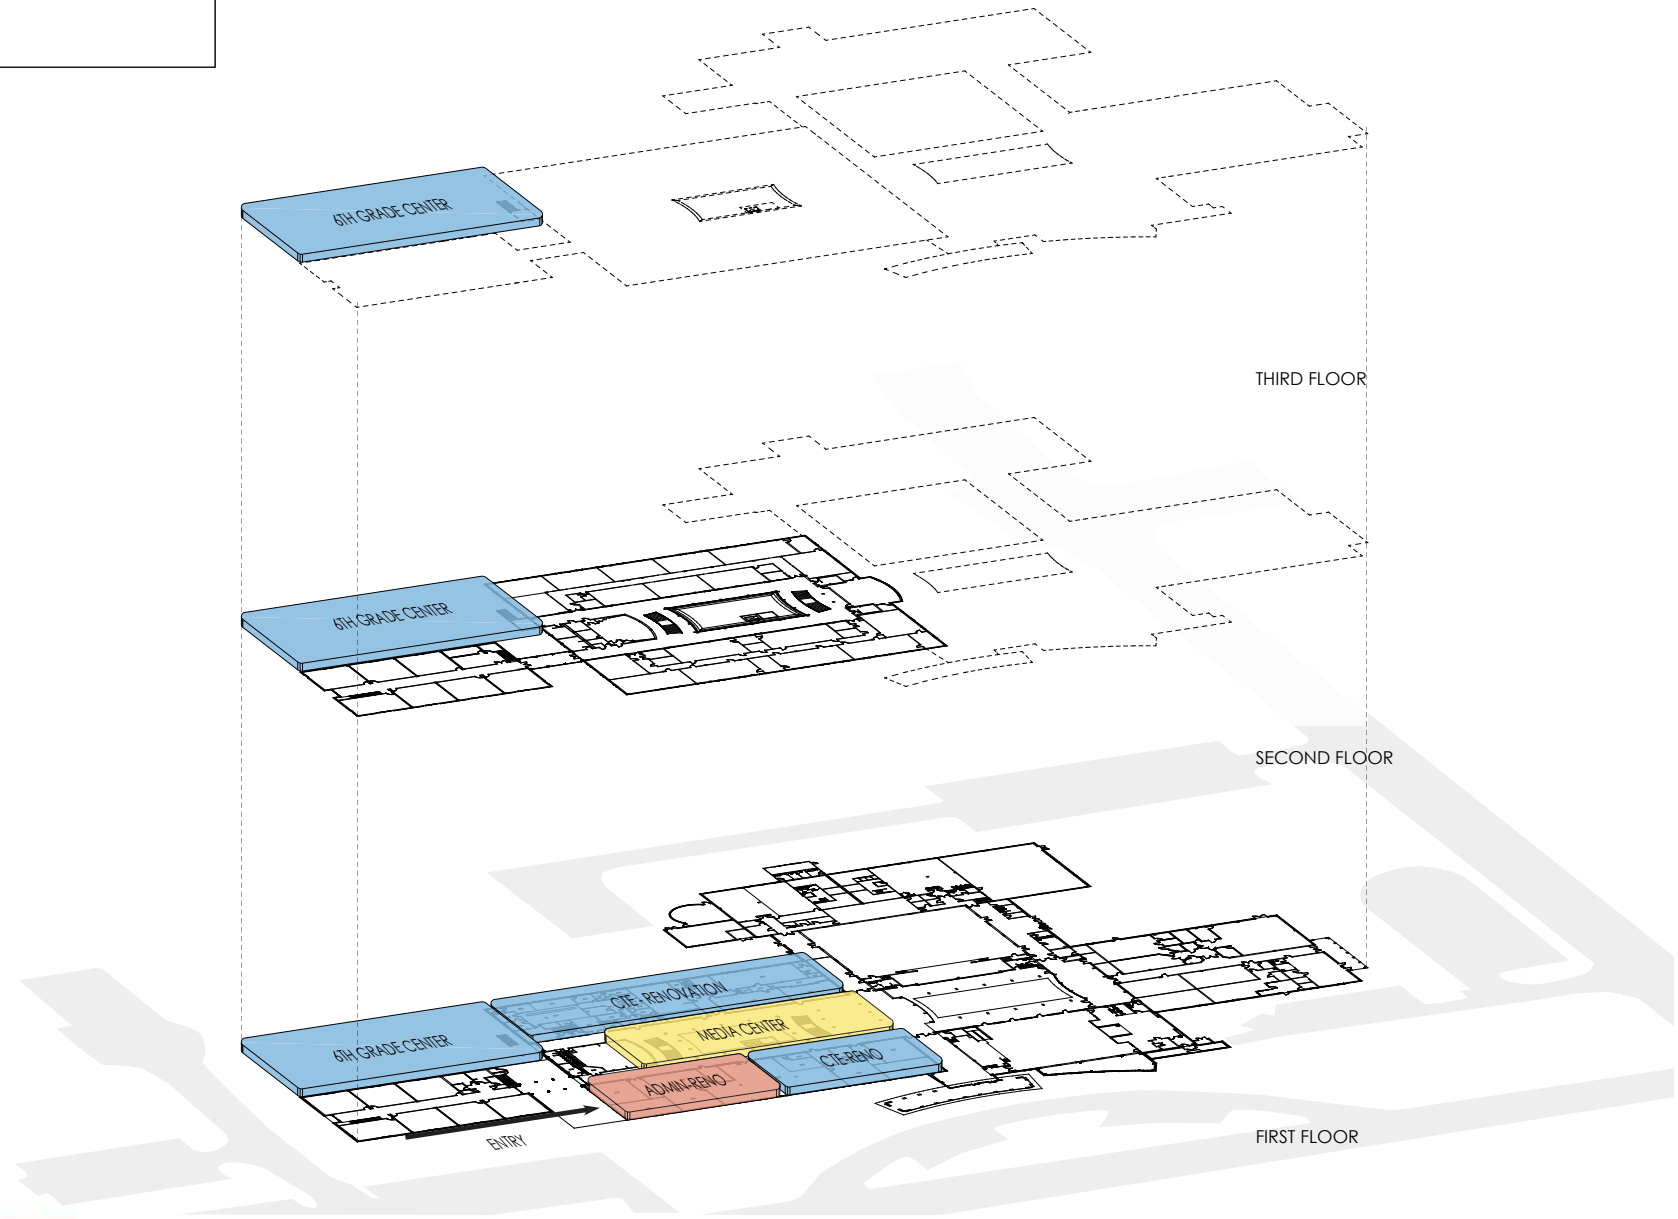 6TH GRADE CENTER
THIRD FLOOR
6TH GRADE CENTER
SECOND FLOOR
CTE - RENOVATION
MEDIA CENTER
6TH GRADE CENTER
CTE-RENO
ADMIN-RENO
ENTRY
FIRST FLOOR